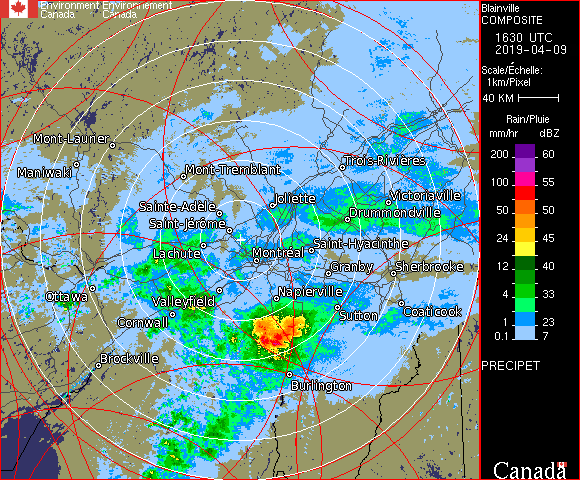 Environment Environnement
Canada Canada
Mont-Laurier
Maniwaki
Mont-Tremblant
Trois-Rivières
Sainte-Adèle
Joliette
Victoriaville
Saint-Jérôme
Drummondville
Lachute
Montréal
Saint-Hyacinthe
Granby
Sherbrooke
Ottawa
Valleyfield
Napierville
Cornwall
Sutton
Coaticook
Brockville
Burlington
Blainville
COMPOSITE
1630 UTC
2019-04-09
Scale/Échelle:
1km/Pixel
40 KM
Rain/Pluie
mm/hr dBZ
200 60
100 55
50 50
24 45
12 40
4 33
1 23
0.1 7
PRECIPET
Canada